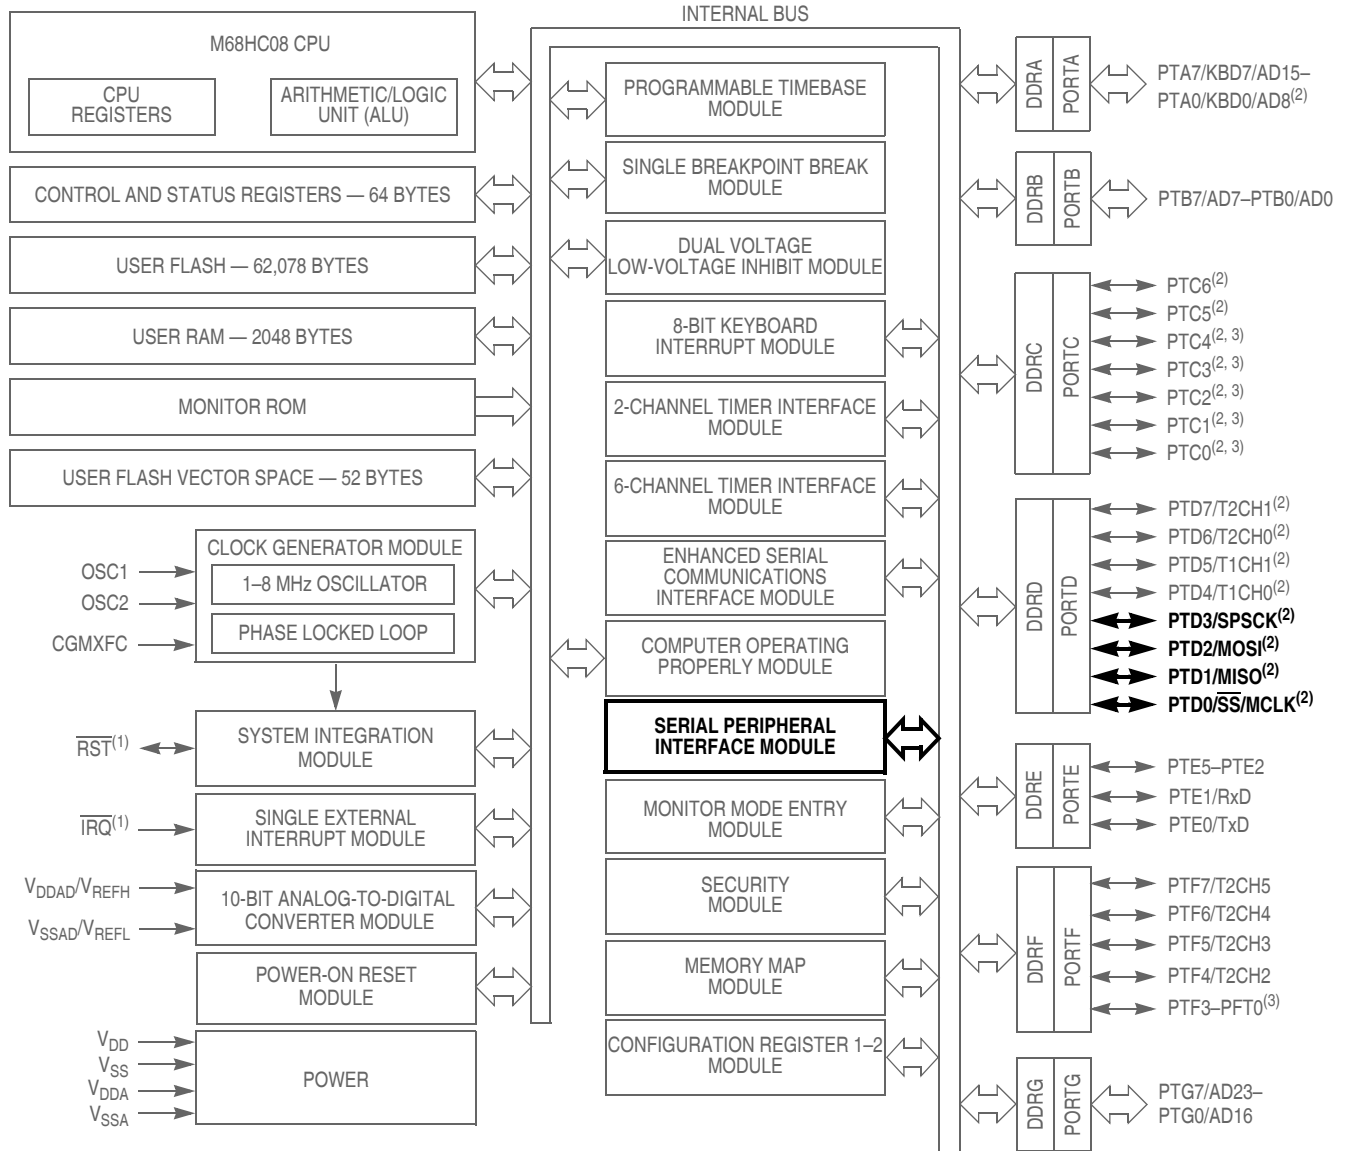 INTERNAL BUS
M68HC08 CPU
CPU
REGISTERS
ARITHMETIC/LOGIC
UNIT (ALU)
CONTROL AND STATUS REGISTERS — 64 BYTES
USER FLASH — 62,078 BYTES
USER RAM — 2048 BYTES
MONITOR ROM
USER FLASH VECTOR SPACE — 52 BYTES
CLOCK GENERATOR MODULE
1–8 MHz OSCILLATOR
PHASE LOCKED LOOP
OSC1
OSC2
CGMXFC
SYSTEM INTEGRATION
MODULE
RST(1)
SINGLE EXTERNAL
INTERRUPT MODULE
IRQ(1)
10-BIT ANALOG-TO-DIGITAL
CONVERTER MODULE
VDDAD/VREFH
VSSAD/VREFL
POWER-ON RESET
MODULE
POWER
VDD
VSS
VDDA
VSSA
PROGRAMMABLE TIMEBASE
MODULE
SINGLE BREAKPOINT BREAK
MODULE
DUAL VOLTAGE
LOW-VOLTAGE INHIBIT MODULE
8-BIT KEYBOARD
INTERRUPT MODULE
2-CHANNEL TIMER INTERFACE
MODULE
6-CHANNEL TIMER INTERFACE
MODULE
ENHANCED SERIAL
COMMUNICATIONS
INTERFACE MODULE
COMPUTER OPERATING
PROPERLY MODULE
SERIAL PERIPHERAL
INTERFACE MODULE
MONITOR MODE ENTRY
MODULE
SECURITY
MODULE
MEMORY MAP
MODULE
CONFIGURATION REGISTER 1–2
MODULE
DDRA
PORTA
PTA7/KBD7/AD15–
PTA0/KBD0/AD8(2)
DDRB
PORTB
PTB7/AD7–PTB0/AD0
DDRC
PORTC
PTC6(2)
PTC5(2)
PTC4(2, 3)
PTC3(2, 3)
PTC2(2, 3)
PTC1(2, 3)
PTC0(2, 3)
DDRD
PORTD
PTD7/T2CH1(2)
PTD6/T2CH0(2)
PTD5/T1CH1(2)
PTD4/T1CH0(2)
PTD3/SPSCK(2)
PTD2/MOSI(2)
PTD1/MISO(2)
PTD0/SS/MCLK(2)
DDRE
PORTE
PTE5–PTE2
PTE1/RxD
PTE0/TxD
DDRF
PORTF
PTF7/T2CH5
PTF6/T2CH4
PTF5/T2CH3
PTF4/T2CH2
PTF3–PFT0(3)
DDRG
PORTG
PTG7/AD23–
PTG0/AD16